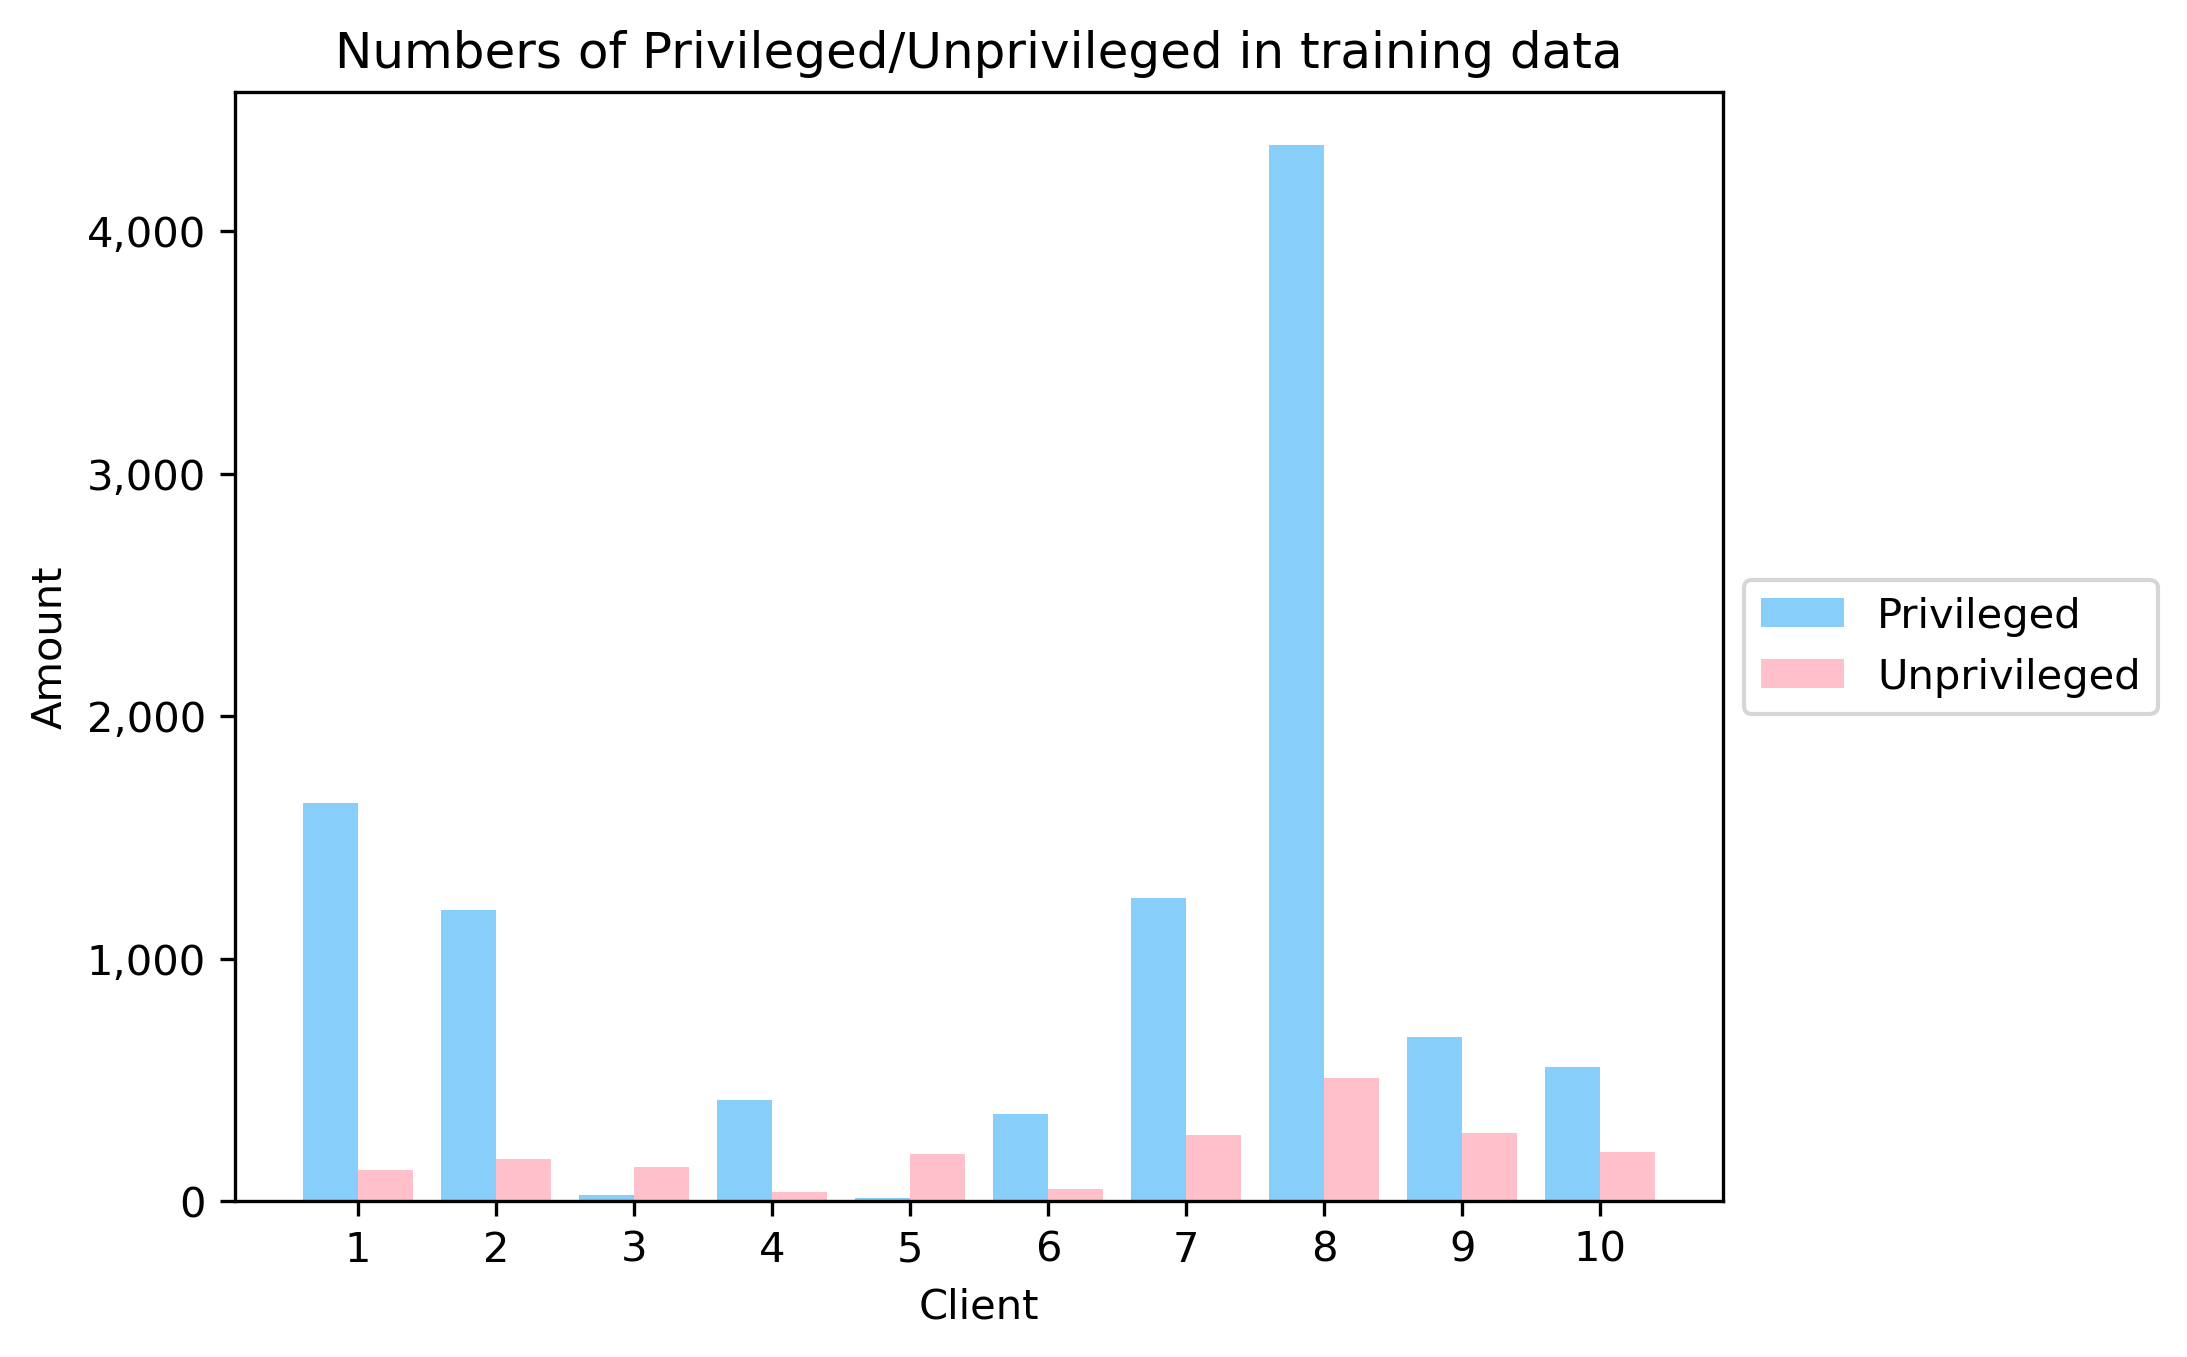 Numbers of Privileged/Unprivileged in training data
4,000
3,000
2,000
1,000
0
Amount
1 2 3 4 5 6 7 8 9 10
Client
Privileged
Unprivileged